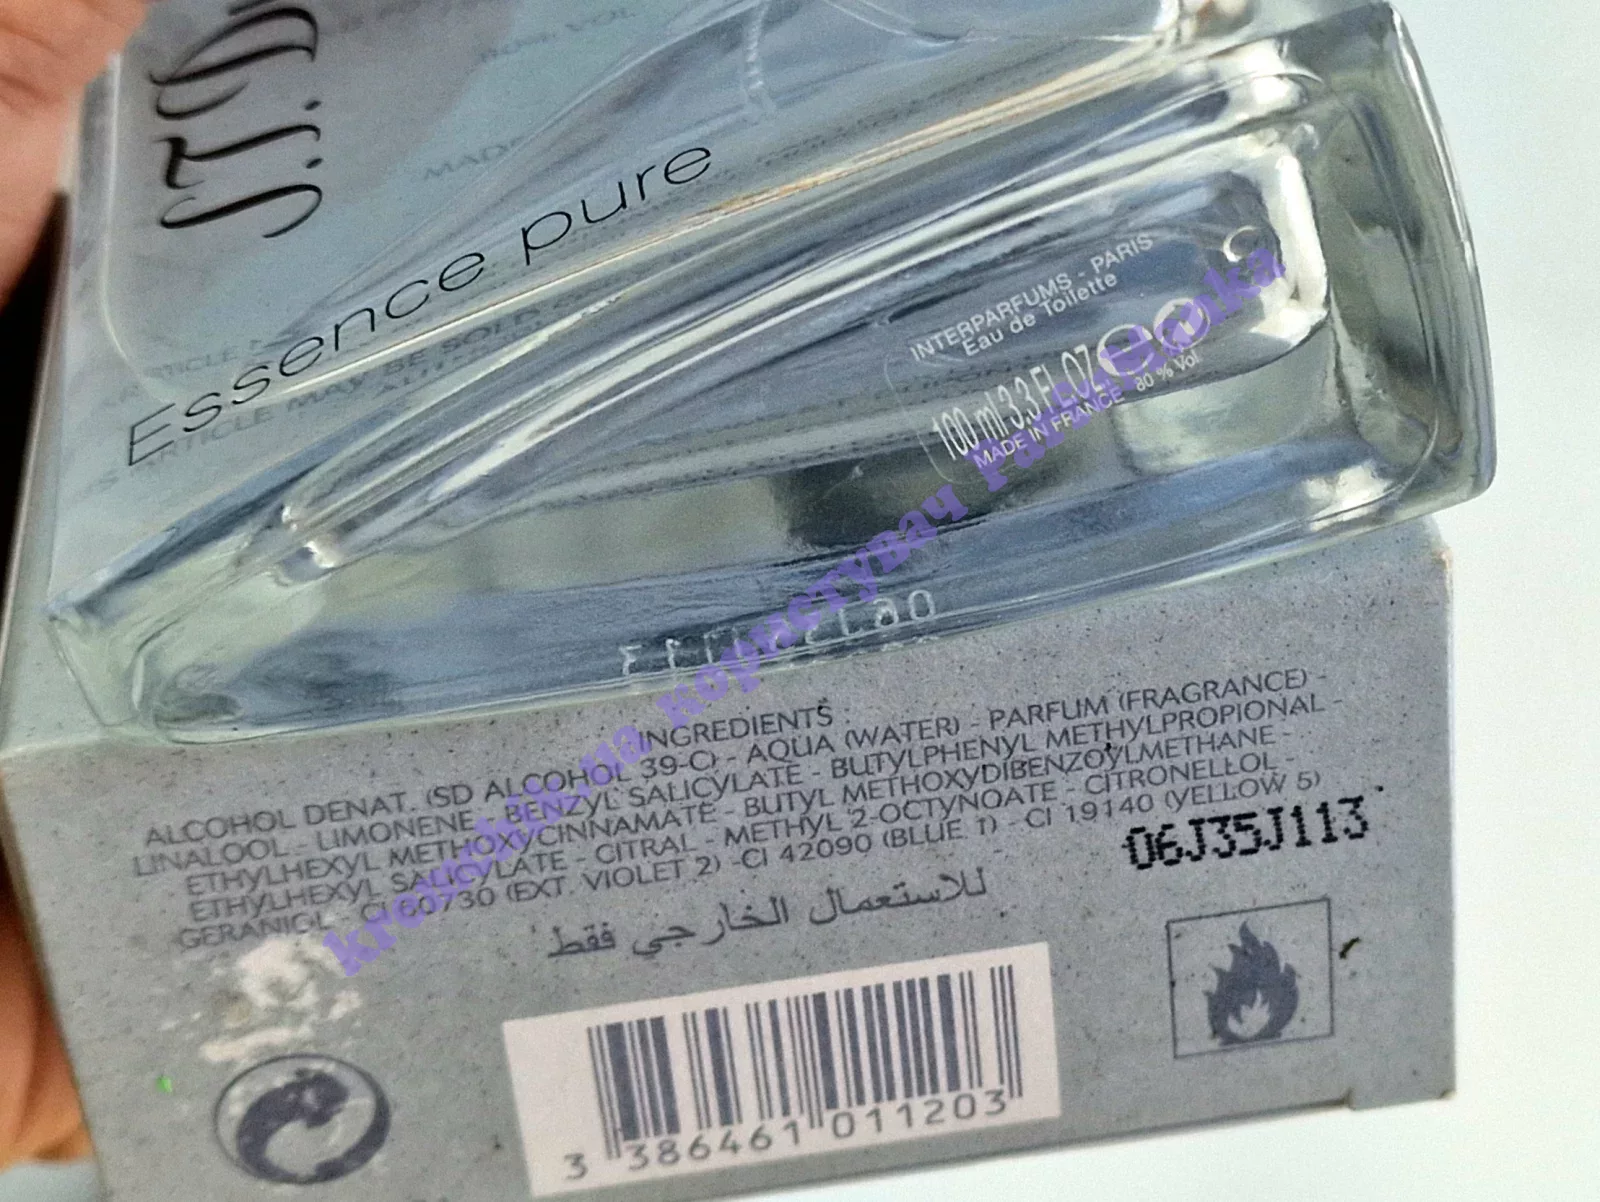 S.T.D
Essence pure
INTERPARFUMS - PARIS
Eau de Toilette
100 ml 3.3 FL.OZ
80 % Vol
MADE IN FRANCE
INGREDIENTS :
ALCOHOL DENAT. (SD ALCOHOL 39-C) - AQUA (WATER) - PARFUM (FRAGRANCE) -
LINALOOL - LIMONENE - BENZYL SALICYLATE - BUTYLPHENYL METHYLPROPIONAL -
ETHYLHEXYL METHOXYCINNAMATE - BUTYL METHOXYDIBENZOYLMETHANE -
ETHYLHEXYL SALICYLATE - CITRAL - METHYL 2-OCTYNOATE - CITRONELLOL -
GERANIOL - CI 60730 (EXT. VIOLET 2) - CI 42090 (BLUE 1) - CI 19140 (YELLOW 5)
06J35J113
للاستعمال الخارجي فقط
3 386461 011203
користувач